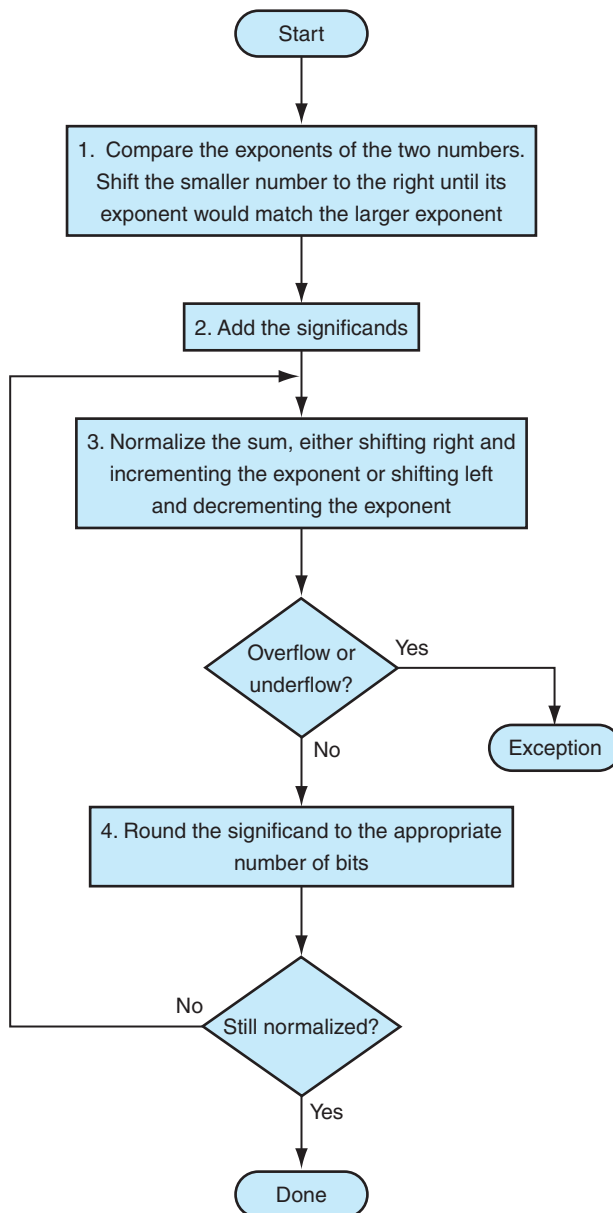 Start
1. Compare the exponents of the two numbers.
Shift the smaller number to the right until its
exponent would match the larger exponent
2. Add the significands
3. Normalize the sum, either shifting right and
incrementing the exponent or shifting left
and decrementing the exponent
Overflow or
underflow?
Yes
Exception
No
4. Round the significand to the appropriate
number of bits
No
Still normalized?
Yes
Done